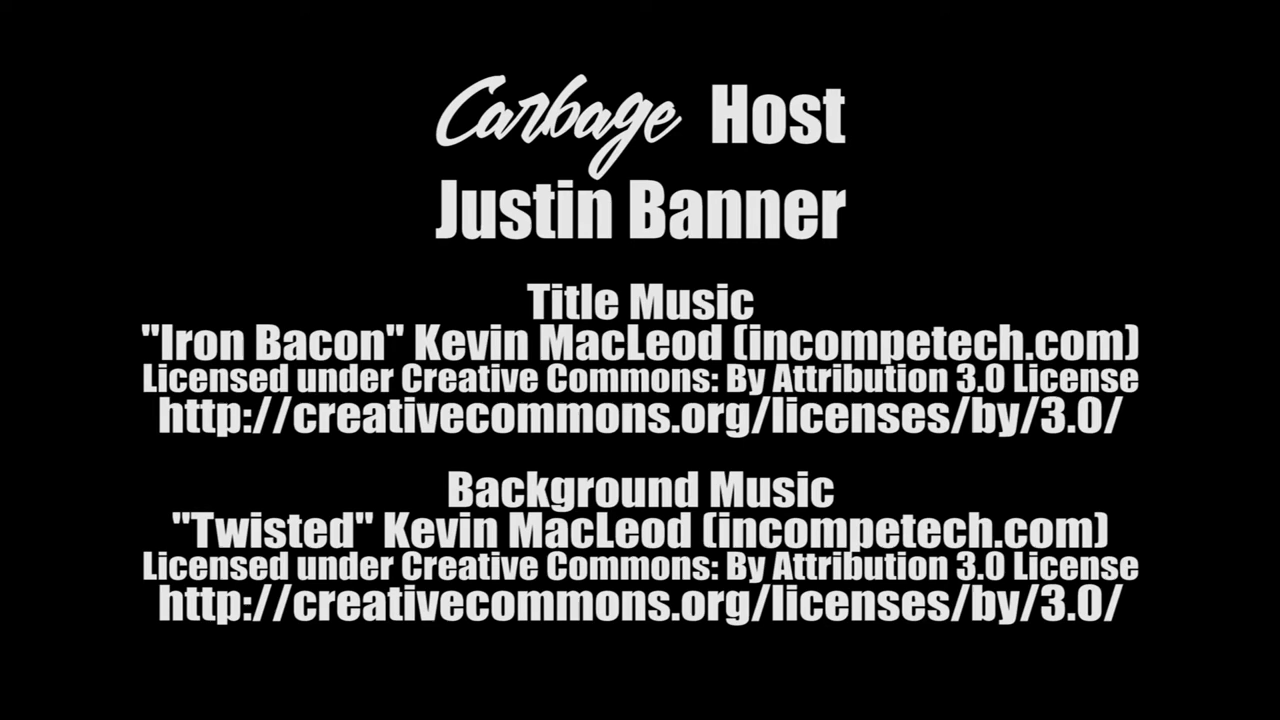 Carbage Host
Justin Banner
Title Music
"Iron Bacon" Kevin MacLeod (incompetech.com)
Licensed under Creative Commons: By Attribution 3.0 License
http://creativecommons.org/licenses/by/3.0/
Background Music
"Twisted" Kevin MacLeod (incompetech.com)
Licensed under Creative Commons: By Attribution 3.0 License
http://creativecommons.org/licenses/by/3.0/